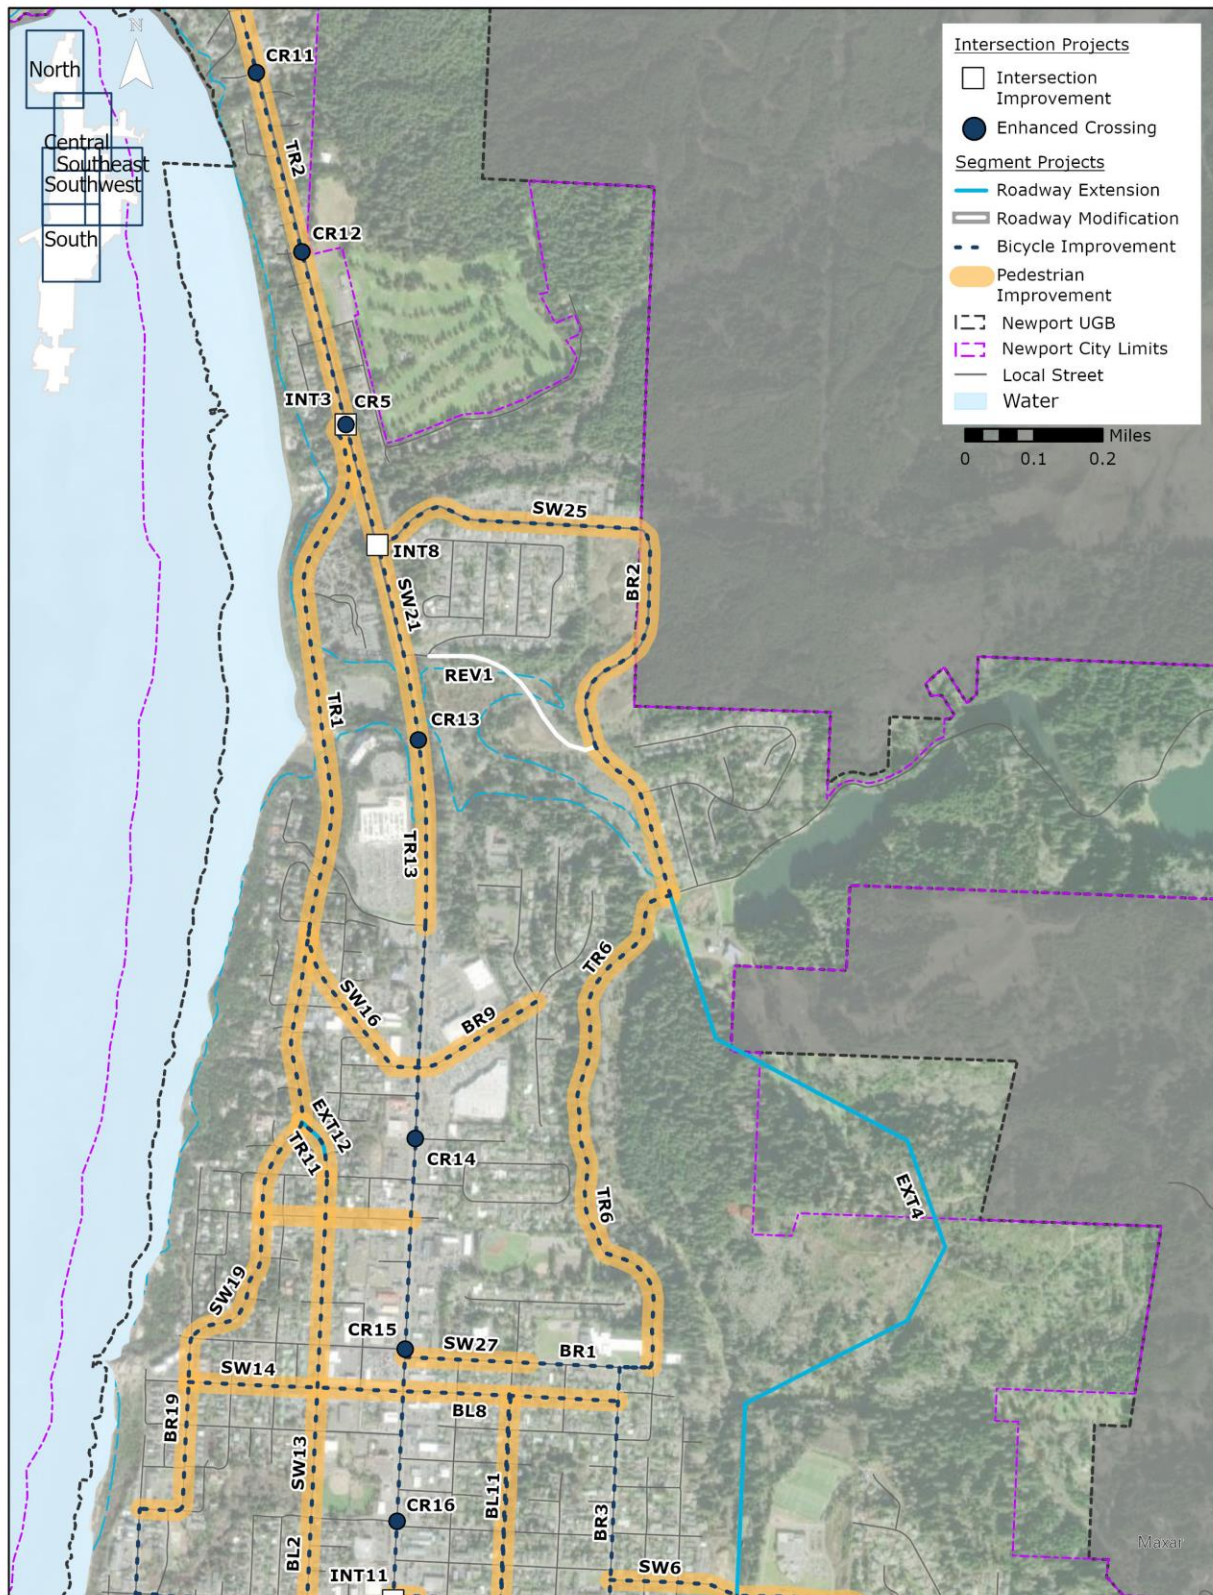 N
North
Central
Southeast
Southwest
South
Intersection Projects
Intersection
Improvement
Enhanced Crossing
Segment Projects
Roadway Extension
Roadway Modification
Bicycle Improvement
Pedestrian
Improvement
Newport UGB
Newport City Limits
Local Street
Water
Miles
0 0.1 0.2
CR11
TR2
CR12
INT3 CR5
SW25
INT8
BR2
SW21
REV1
TR1
CR13
TR13
TR6
SW16
BR9
EXT12
TR11
CR14
TR6
EXT4
SW19
CR15
SW27
BR1
SW14
BL8
BR19
SW13
BL11
CR16
BR3
BL2
Maxar
INT11
SW6